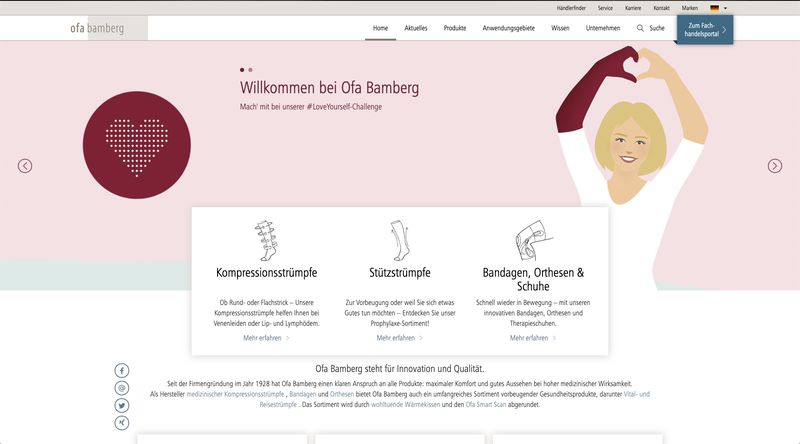 Händlerfinder Service Karriere Kontakt Marken
ofa bamberg
Home Aktuelles Produkte Anwendungsgebiete Wissen Unternehmen Suche
Zum Fach-
handelsportal
Willkommen bei Ofa Bamberg
Mach' mit bei unserer #LoveYourself-Challenge
Kompressionsstrümpfe
Ob Rund- oder Flachstrick – Unsere
Kompressionsstrümpfe helfen Ihnen bei
Venenleiden oder Lip- und Lymphödem.
Mehr erfahren
Stützstrümpfe
Zur Vorbeugung oder weil Sie sich etwas
Gutes tun möchten – Entdecken Sie unser
Prophylaxe-Sortiment!
Mehr erfahren
Bandagen, Orthesen &
Schuhe
Schnell wieder in Bewegung – mit unseren
innovativen Bandagen, Orthesen und
Therapieschuhen.
Mehr erfahren
Ofa Bamberg steht für Innovation und Qualität.
Seit der Firmengründung im Jahr 1928 hat Ofa Bamberg einen klaren Anspruch an alle Produkte: maximaler Komfort und gutes Aussehen bei hoher medizinischer Wirksamkeit.
Als Hersteller medizinischer Kompressionsstrümpfe , Bandagen und Orthesen bietet Ofa Bamberg auch ein umfangreiches Sortiment vorbeugender Gesundheitsprodukte, darunter Vital- und
Reisestrümpfe . Das Sortiment wird durch wohltuende Wärmekissen und den Ofa Smart Scan abgerundet.